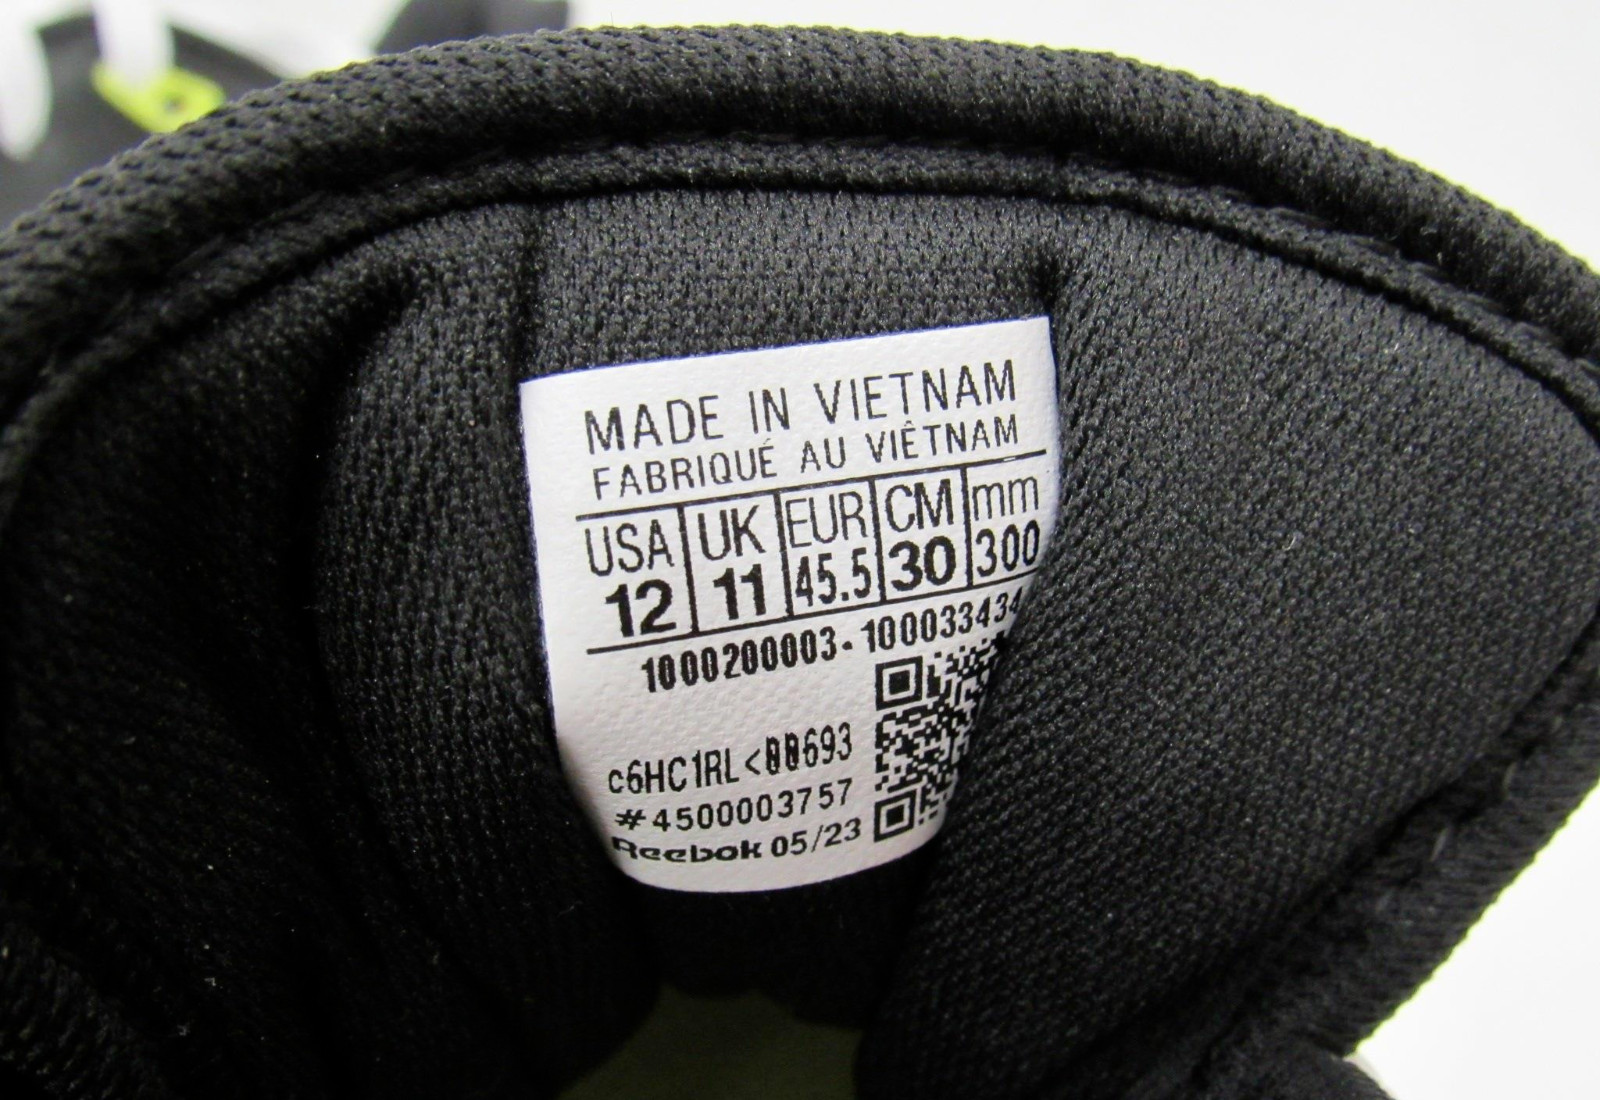 MADE IN VIETNAM
FABRIQUÉ AU VIÊTNAM
USA UK EUR CM mm
12 11 45.5 30 300
1000200003-100033434
c6HC1RL<00693
#4500003757
Reebok 05/23